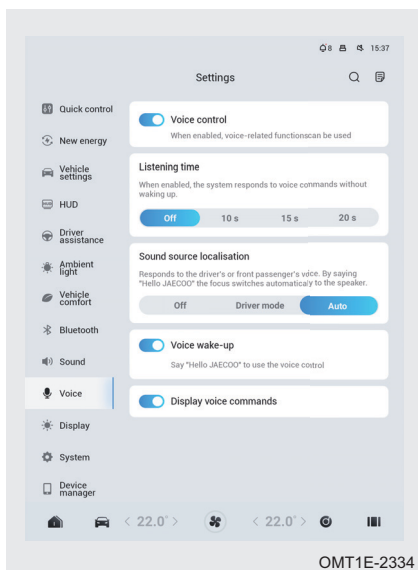 8 15:37
Settings
Quick control
New energy
Vehicle
settings
HUD
Driver
assistance
Ambient
light
Vehicle
comfort
Bluetooth
Sound
Voice
Display
System
Device
manager
Voice control
When enabled, voice-related functionscan be used
Listening time
When enabled, the system responds to voice commands without
waking up.
Off 10 s 15 s 20 s
Sound source localisation
Responds to the driver's or front passenger's voice. By saying
"Hello JAECOO" the focus switches automatically to the speaker.
Off Driver mode Auto
Voice wake-up
Say "Hello JAECOO" to use the voice control
Display voice commands
< 22.0° > < 22.0° >
OMT1E-2334